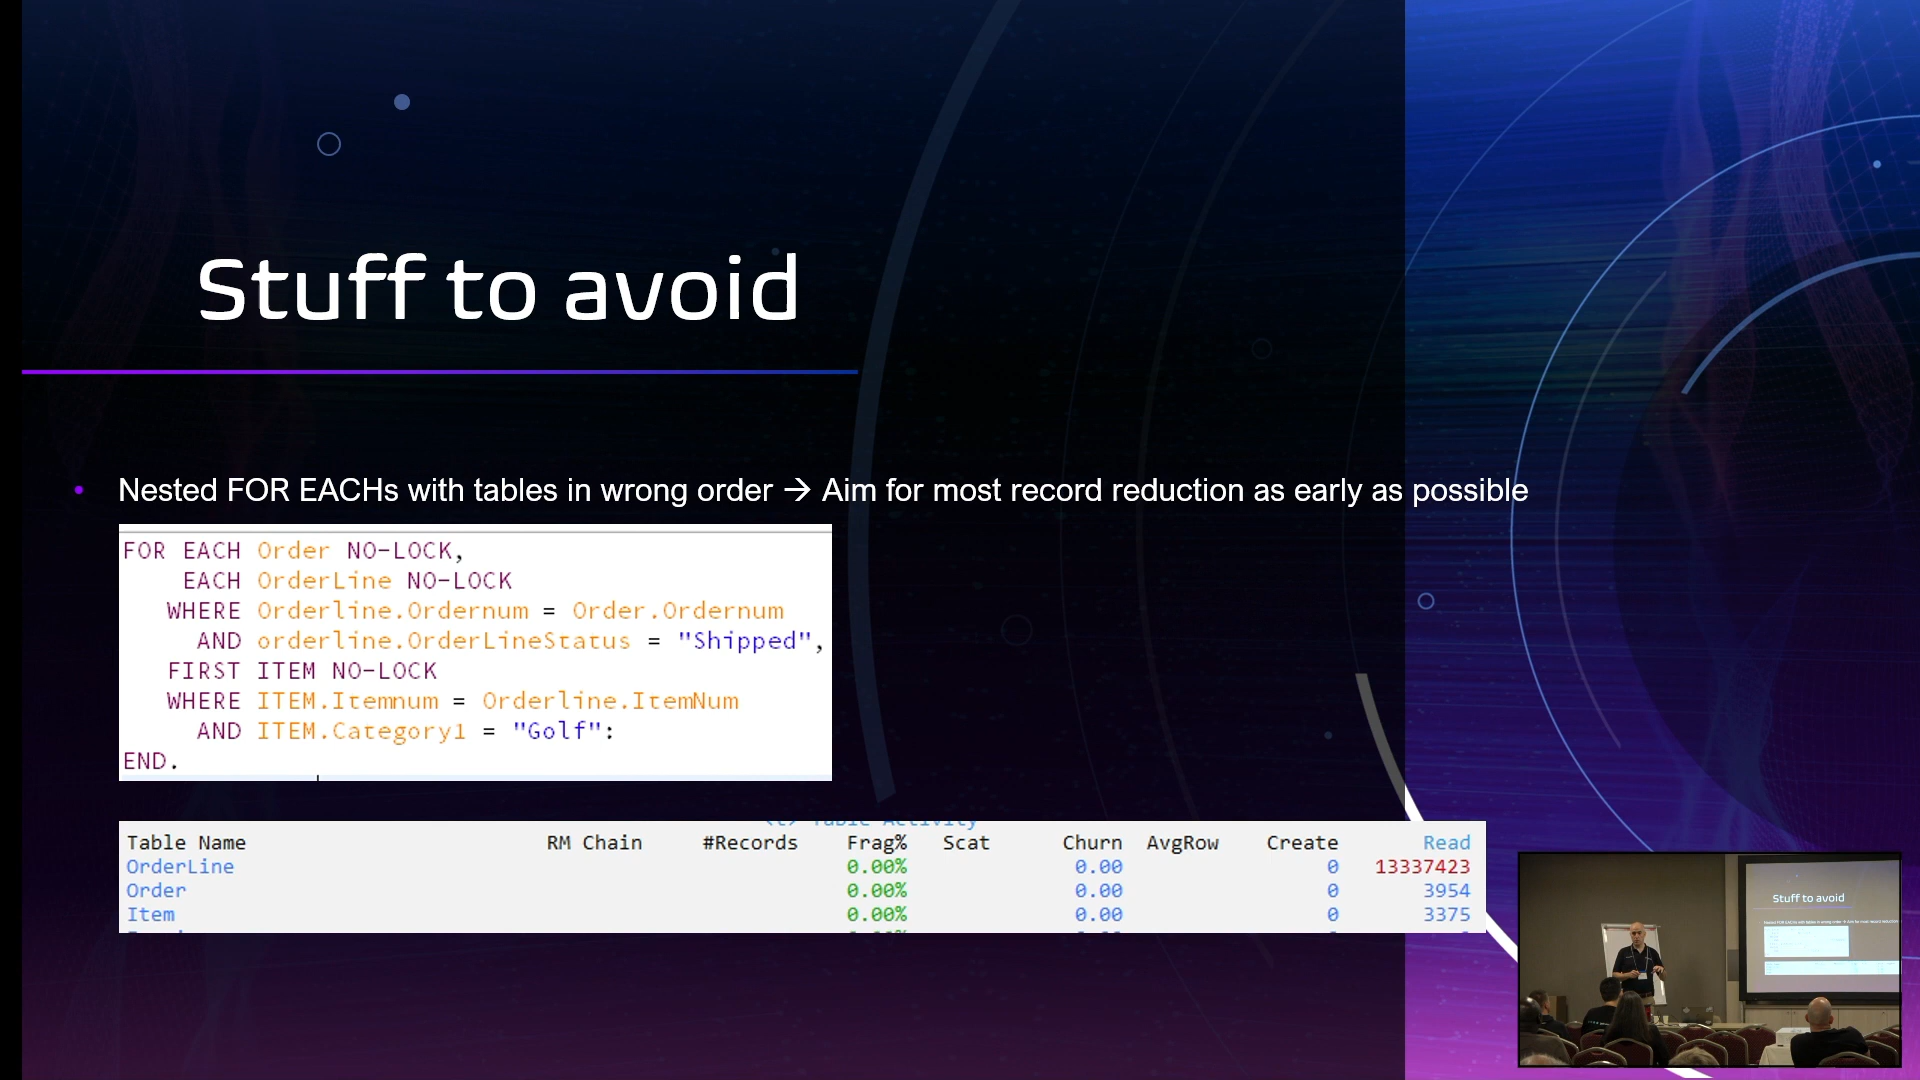 Stuff to avoid
• Nested FOR EACHs with tables in wrong order → Aim for most record reduction as early as possible
FOR EACH Order NO-LOCK,
EACH OrderLine NO-LOCK
WHERE Orderline.Ordernum = Order.Ordernum
AND orderline.OrderLineStatus = "Shipped",
FIRST ITEM NO-LOCK
WHERE ITEM.Itemnum = Orderline.ItemNum
AND ITEM.Category1 = "Golf":
END.
Table Name RM Chain #Records Frag% Scat Churn AvgRow Create Read
OrderLine 0.00% 0.00 0 13337423
Order 0.00% 0.00 0 3954
Item 0.00% 0.00 0 3375
Stuff to avoid